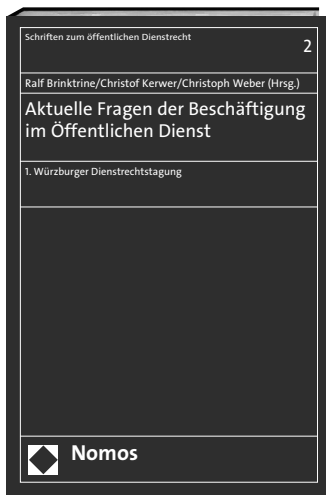 Schriften zum öffentlichen Dienstrecht
2
Ralf Brinktrine/Christof Kerwer/Christoph Weber (Hrsg.)
Aktuelle Fragen der Beschäftigung
im Öffentlichen Dienst
1. Würzburger Dienstrechtstagung
Nomos